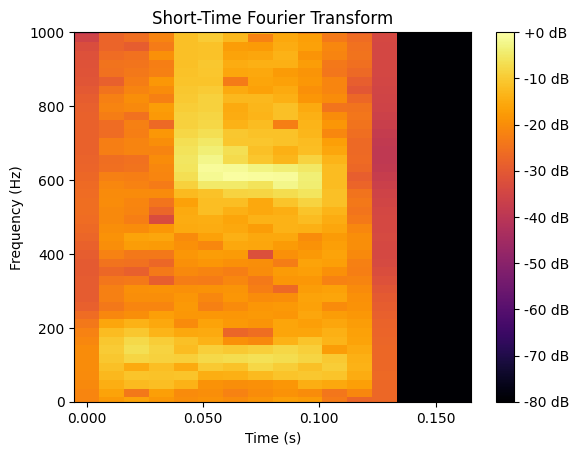 Short-Time Fourier Transform
1000
800
600
400
200
0
Frequency (Hz)
0.000
0.050
0.100
0.150
Time (s)
+0 dB
-10 dB
-20 dB
-30 dB
-40 dB
-50 dB
-60 dB
-70 dB
-80 dB